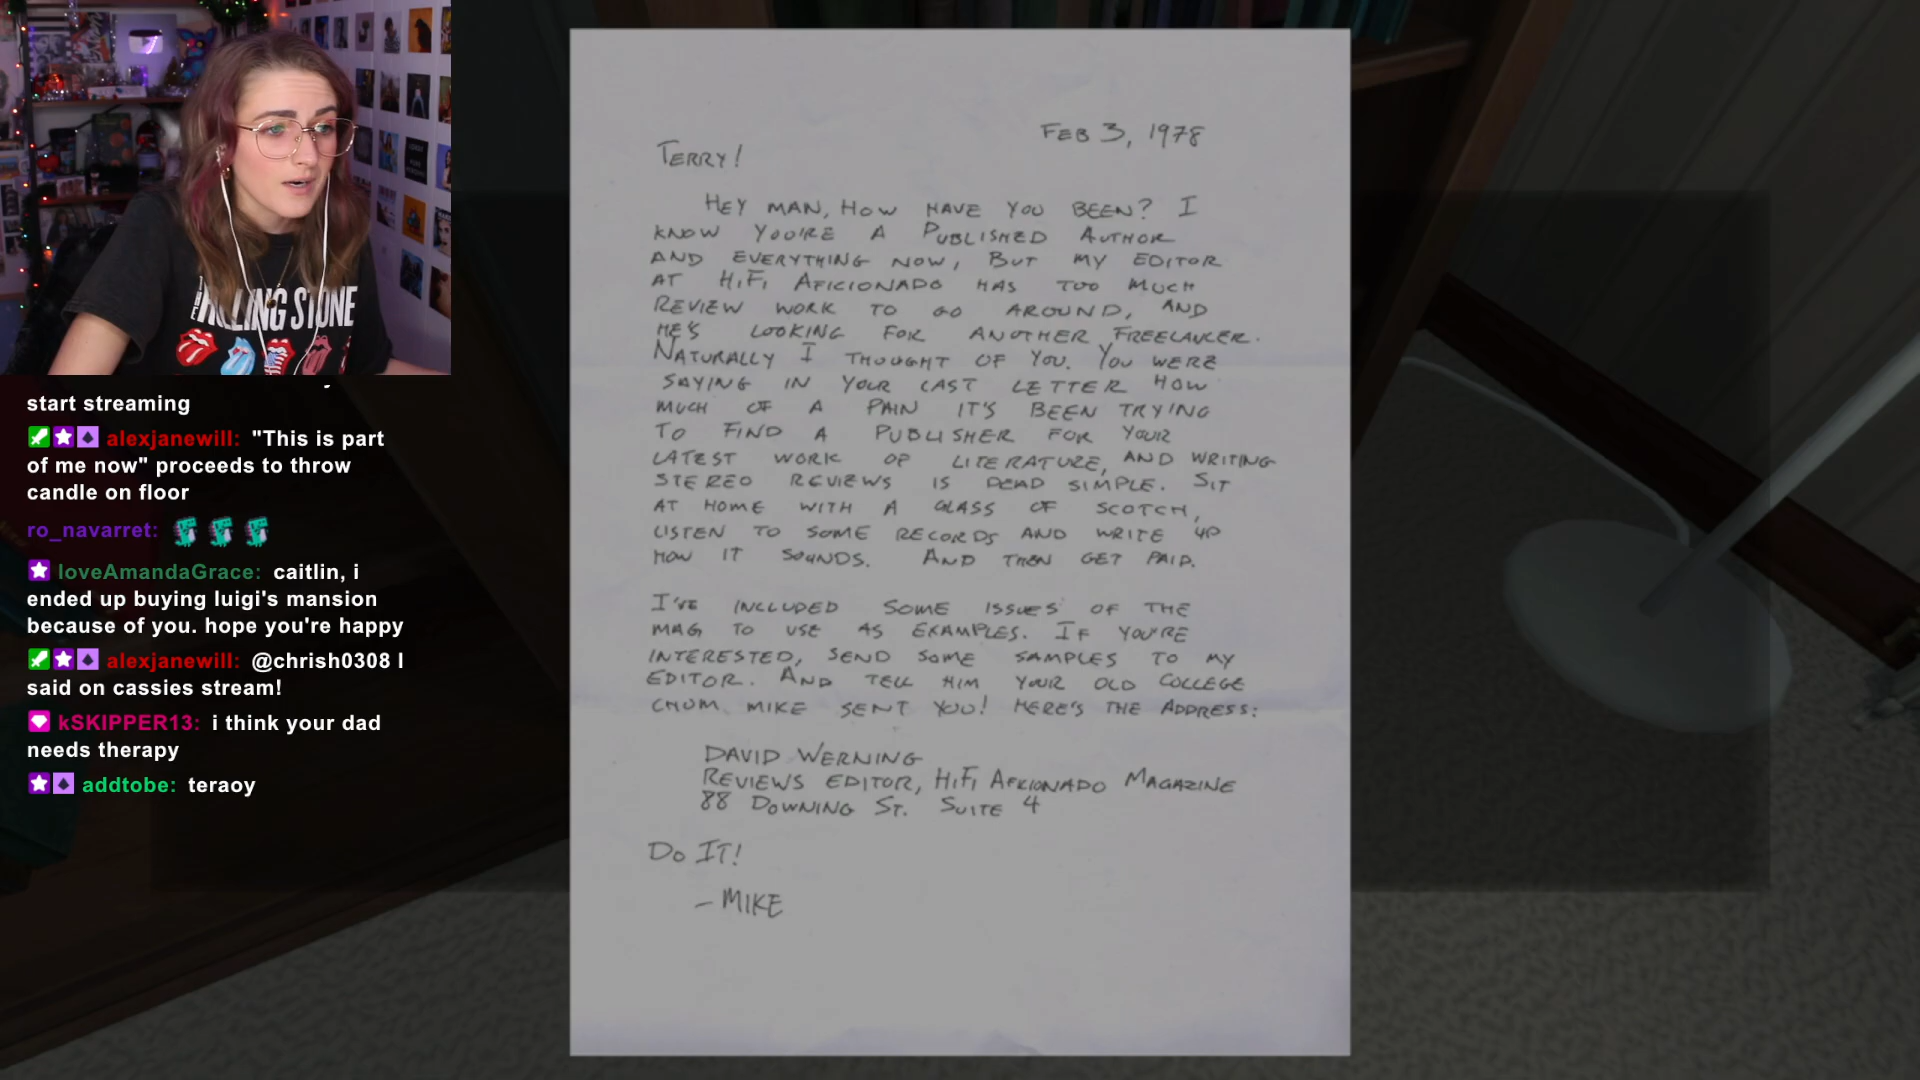 start streaming
alexjanewill: "This is part
of me now" proceeds to throw
candle on floor
ro_navarret:
loveAmandaGrace: caitlin, i
ended up buying luigi's mansion
because of you. hope you're happy
alexjanewill: @chrish0308 I
said on cassies stream!
kSKIPPER13: i think your dad
needs therapy
addtobe: teraoy
ROLLING STONE
FEB 3, 1978
TERRY!
HEY MAN, HOW HAVE YOU BEEN? I
KNOW YOU'RE A PUBLISHED AUTHOR
AND EVERYTHING NOW, BUT MY EDITOR
AT HIFI AFICIONADO HAS TOO MUCH
REVIEW WORK TO GO AROUND, AND
HE'S LOOKING FOR ANOTHER FREELANCER.
NATURALLY I THOUGHT OF YOU. YOU WERE
SAYING IN YOUR LAST LETTER HOW
MUCH OF A PAIN IT'S BEEN TRYING
TO FIND A PUBLISHER FOR YOUR
LATEST WORK OF LITERATURE, AND WRITING
STEREO REVIEWS IS DEAD SIMPLE. SIT
AT HOME WITH A GLASS OF SCOTCH,
LISTEN TO SOME RECORDS AND WRITE UP
HOW IT SOUNDS. AND THEN GET PAID.
I'VE INCLUDED SOME ISSUES OF THE
MAG TO USE AS EXAMPLES. IF YOU'RE
INTERESTED, SEND SOME SAMPLES TO MY
EDITOR. AND TELL HIM YOUR OLD COLLEGE
CHUM MIKE SENT YOU! HERE'S THE ADDRESS:
DAVID WERNING
REVIEWS EDITOR, HIFI AFICIONADO MAGAZINE
88 DOWNING ST. SUITE 4
DO IT!
– MIKE